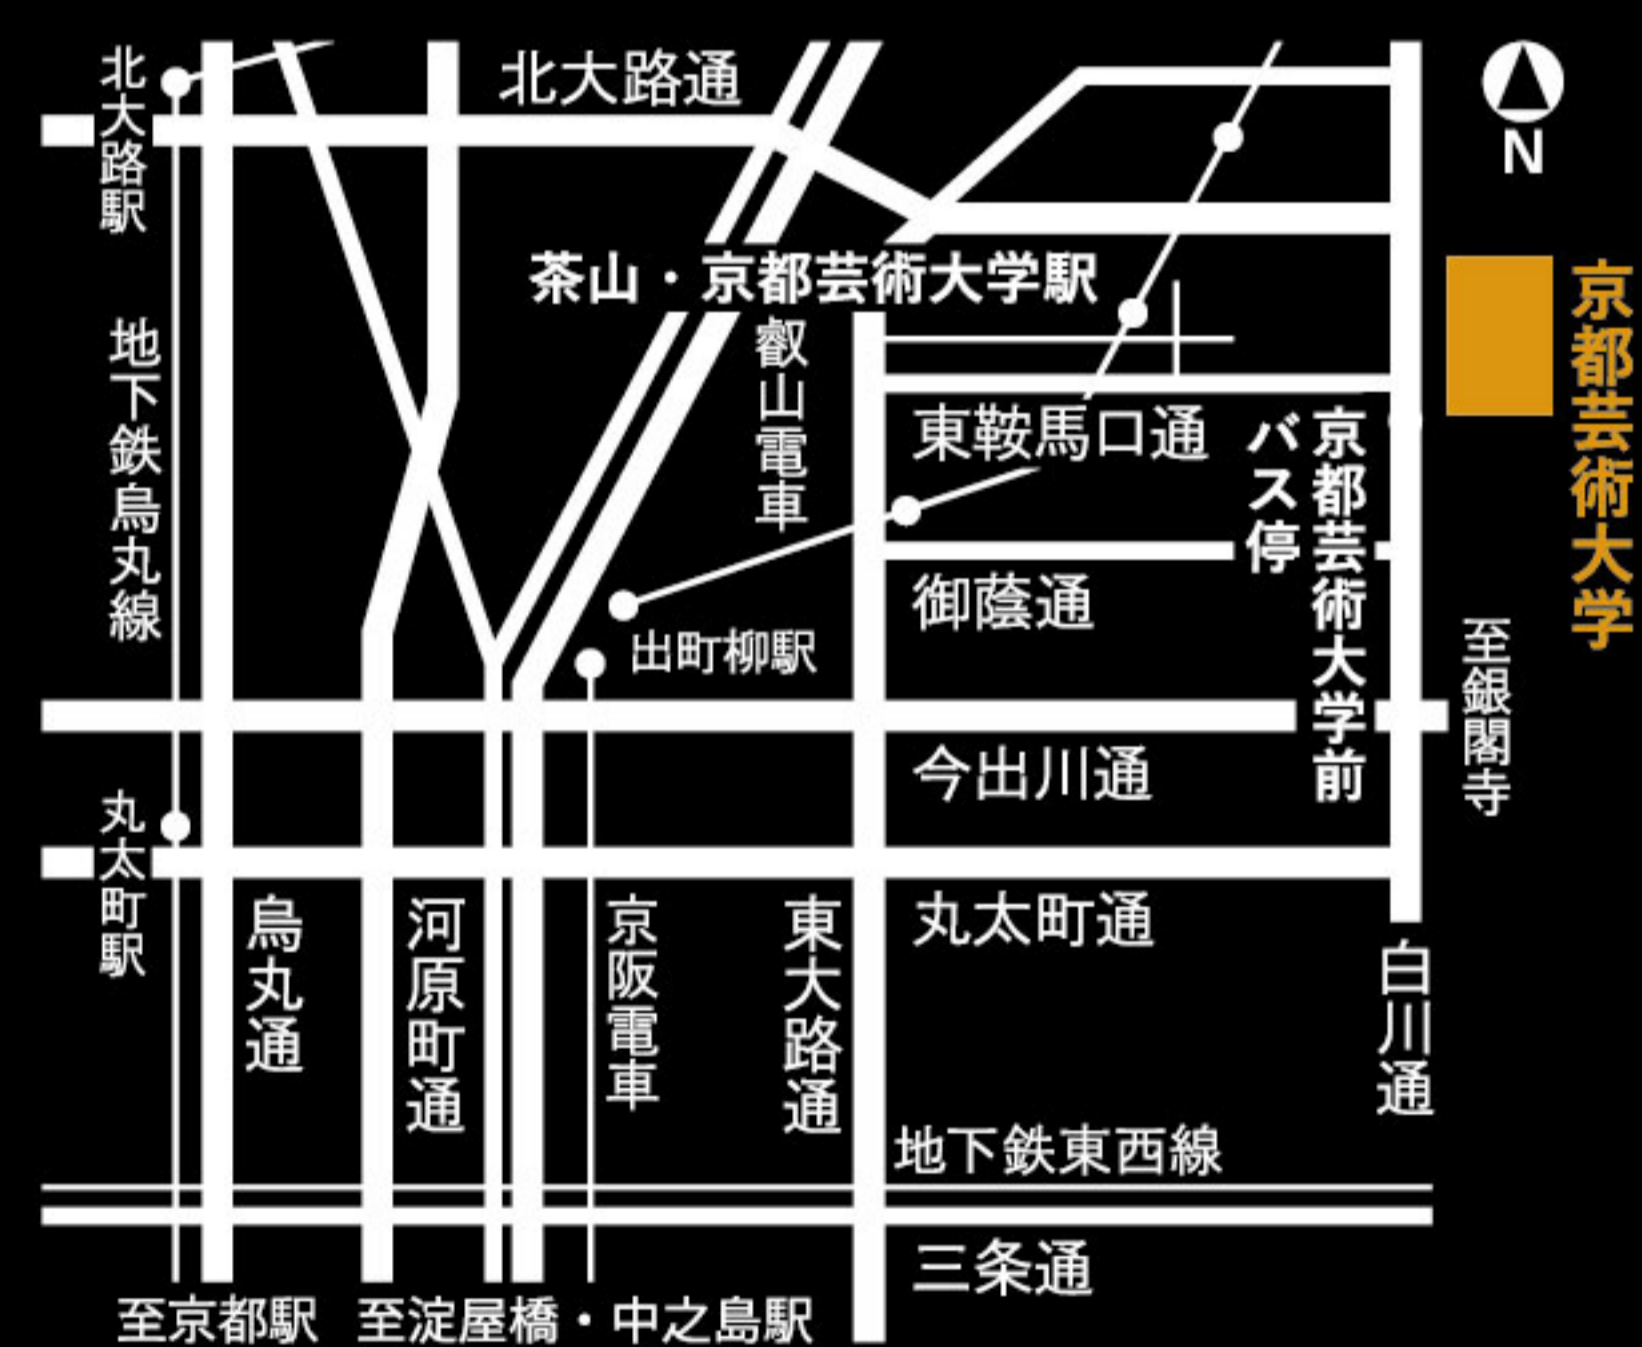 北大路駅
北大路通
N
茶山・京都芸術大学駅
京都芸術大学
地下鉄烏丸線
叡山電車
東鞍馬口通
京都芸術大学前
バス停
御蔭通
出町柳駅
至銀閣寺
今出川通
丸太町駅
丸太町通
烏丸通
河原町通
京阪電車
東大路通
白川通
地下鉄東西線
三条通
至京都駅
至淀屋橋・中之島駅